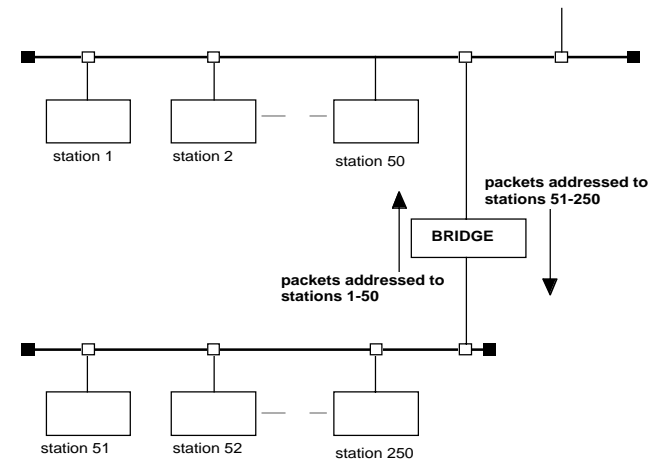 station 1
station 2
station 50
packets addressed to
stations 51-250
BRIDGE
packets addressed to
stations 1-50
station 51
station 52
station 250